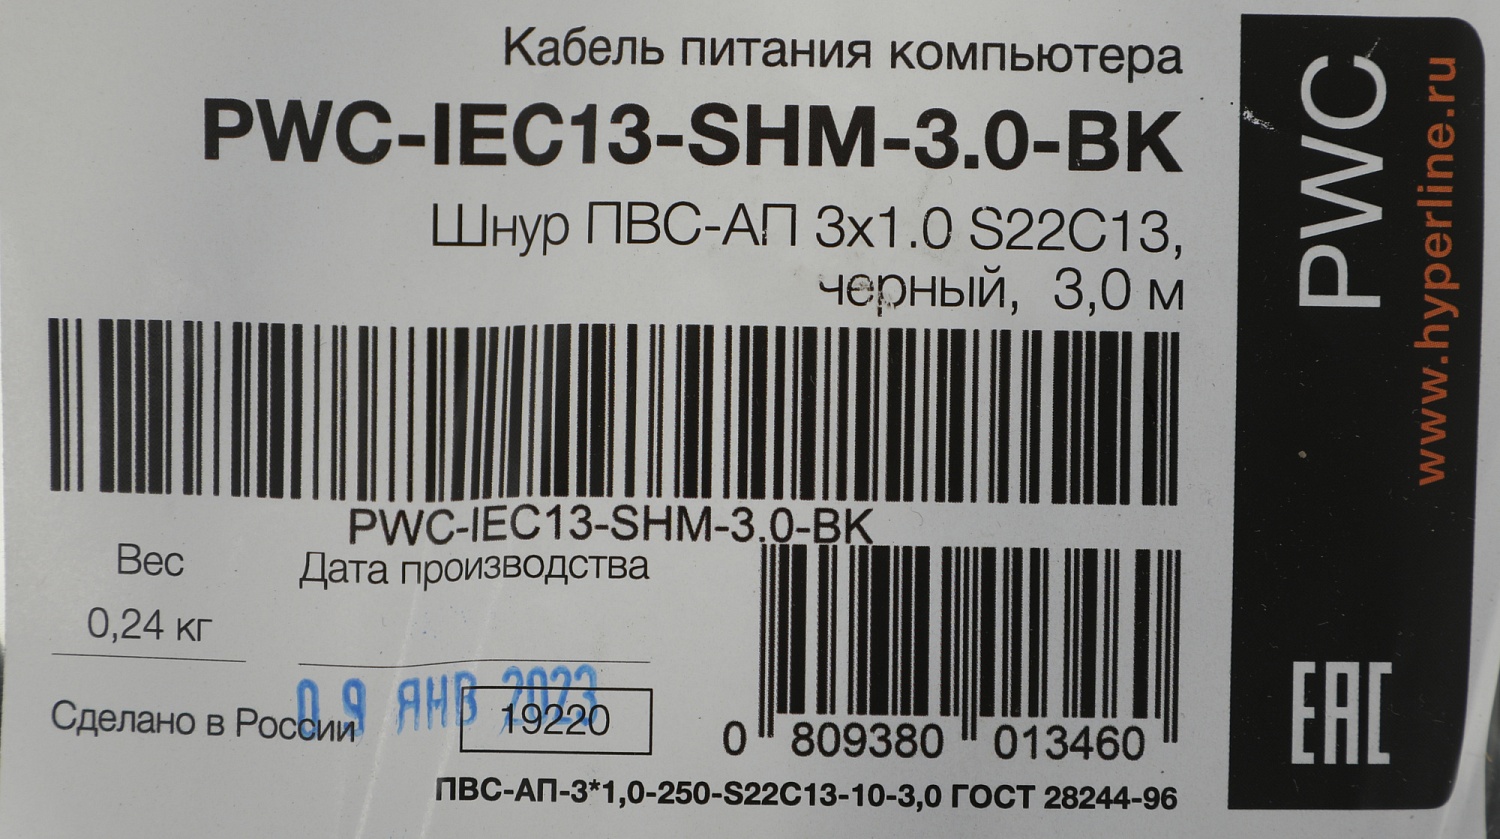 Кабель питания компьютера
PWC-IEC13-SHM-3.0-BK
Шнур ПВС-АП 3x1.0 S22C13,
черный, 3,0 м
PWC-IEC13-SHM-3.0-BK
Вес
0,24 кг
Дата производства
09 ЯНВ 2023
Сделано в России
19220
0 809380 013460
ПВС-АП-3*1,0-250-S22C13-10-3,0 ГОСТ 28244-96
PWC
www.hyperline.ru
EAC